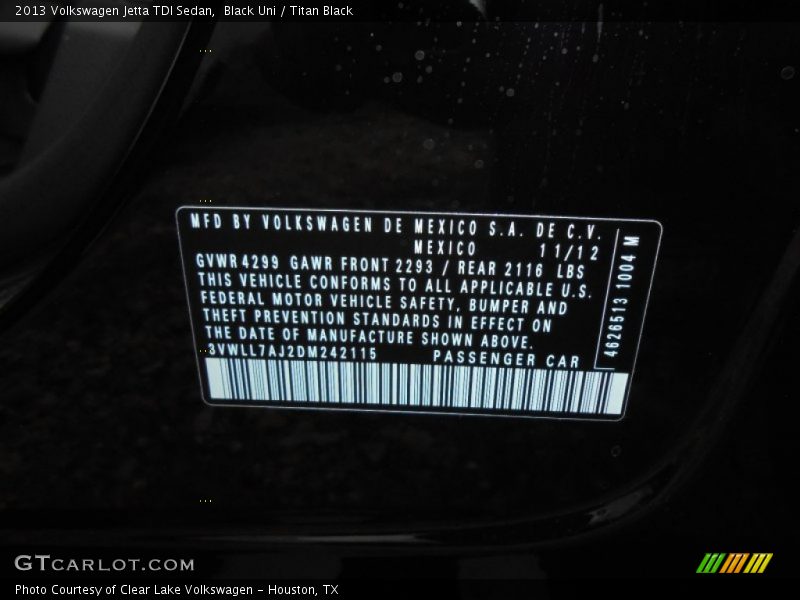 2013 Volkswagen Jetta TDI Sedan,  Black Uni / Titan Black
MFD BY VOLKSWAGEN DE MEXICO S.A. DE C.V.
MEXICO 11/12
GVWR 4299 GAWR FRONT 2293 / REAR 2116 LBS
THIS VEHICLE CONFORMS TO ALL APPLICABLE U.S.
FEDERAL MOTOR VEHICLE SAFETY, BUMPER AND
THEFT PREVENTION STANDARDS IN EFFECT ON
THE DATE OF MANUFACTURE SHOWN ABOVE.
3VWLL7AJ2DM242115 PASSENGER CAR
4626513 1004 M
GTCARLOT.COM
Photo Courtesy of Clear Lake Volkswagen - Houston, TX